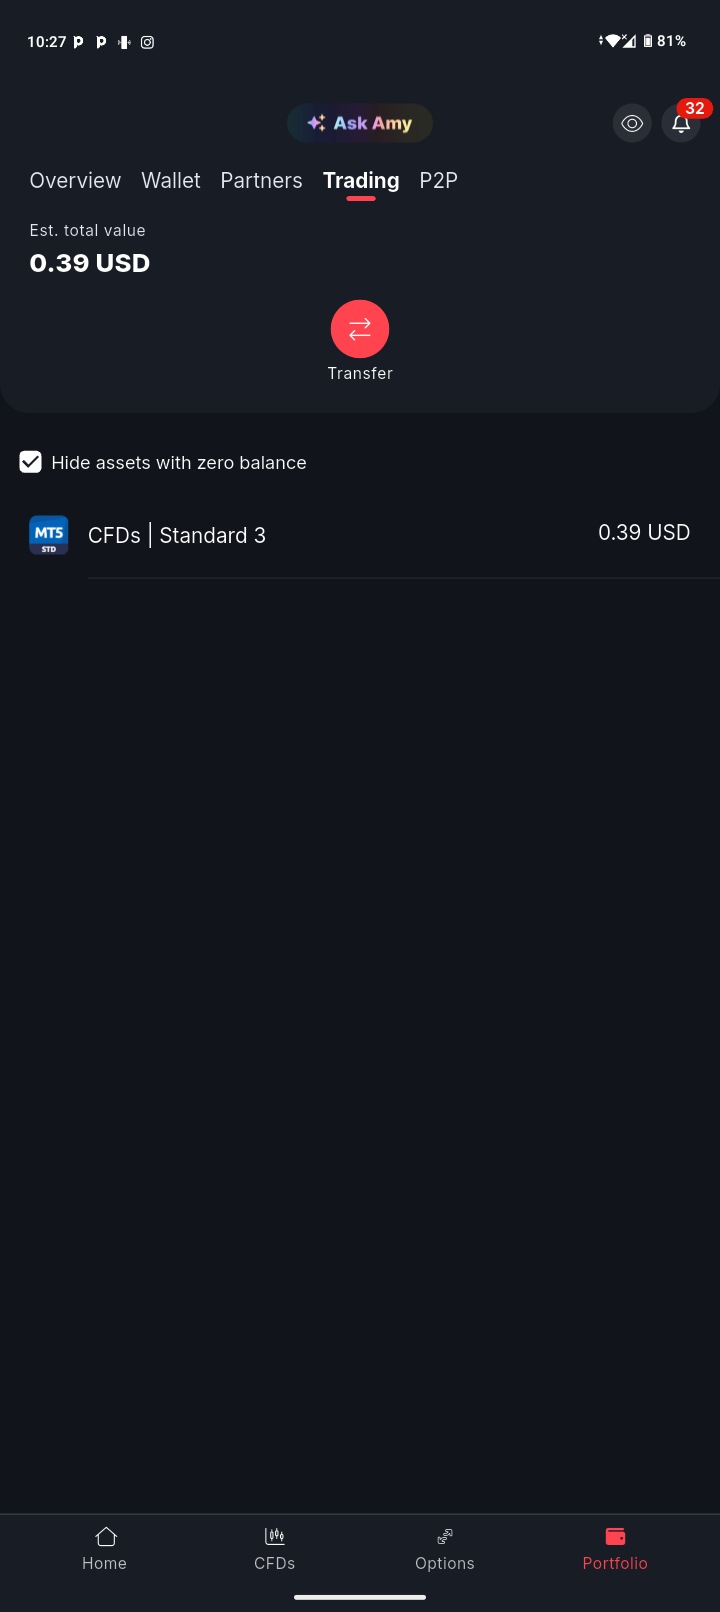 10:27
81%
Ask Amy
32
Overview Wallet Partners Trading P2P
Est. total value
0.39 USD
Transfer
Hide assets with zero balance
MT5
STD
CFDs | Standard 3
0.39 USD
Home CFDs Options Portfolio